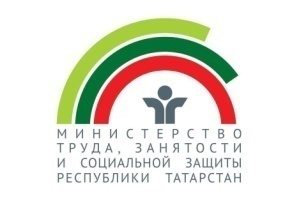 МИНИСТЕРСТВО
ТРУДА, ЗАНЯТОСТИ
И СОЦИАЛЬНОЙ ЗАЩИТЫ
РЕСПУБЛИКИ ТАТАРСТАН